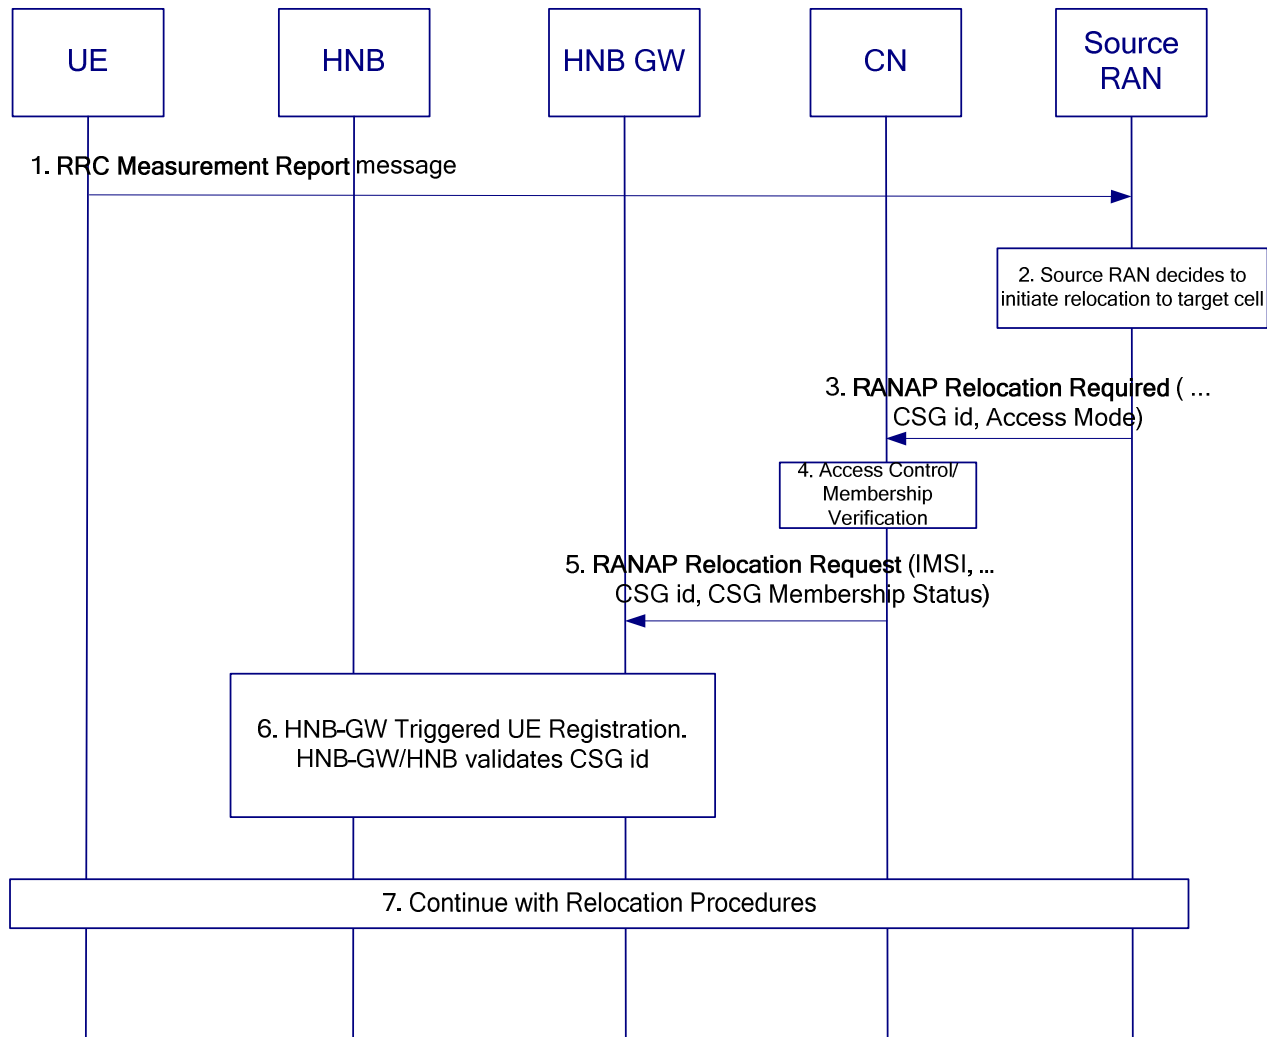 UE
HNB
HNB GW
CN
Source
RAN
1. RRC Measurement Report message
2. Source RAN decides to
initiate relocation to target cell
3. RANAP Relocation Required ( ...
CSG id, Access Mode)
4. Access Control/
Membership
Verification
5. RANAP Relocation Request (IMSI, ...
CSG id, CSG Membership Status)
6. HNB-GW Triggered UE Registration.
HNB-GW/HNB validates CSG id
7. Continue with Relocation Procedures